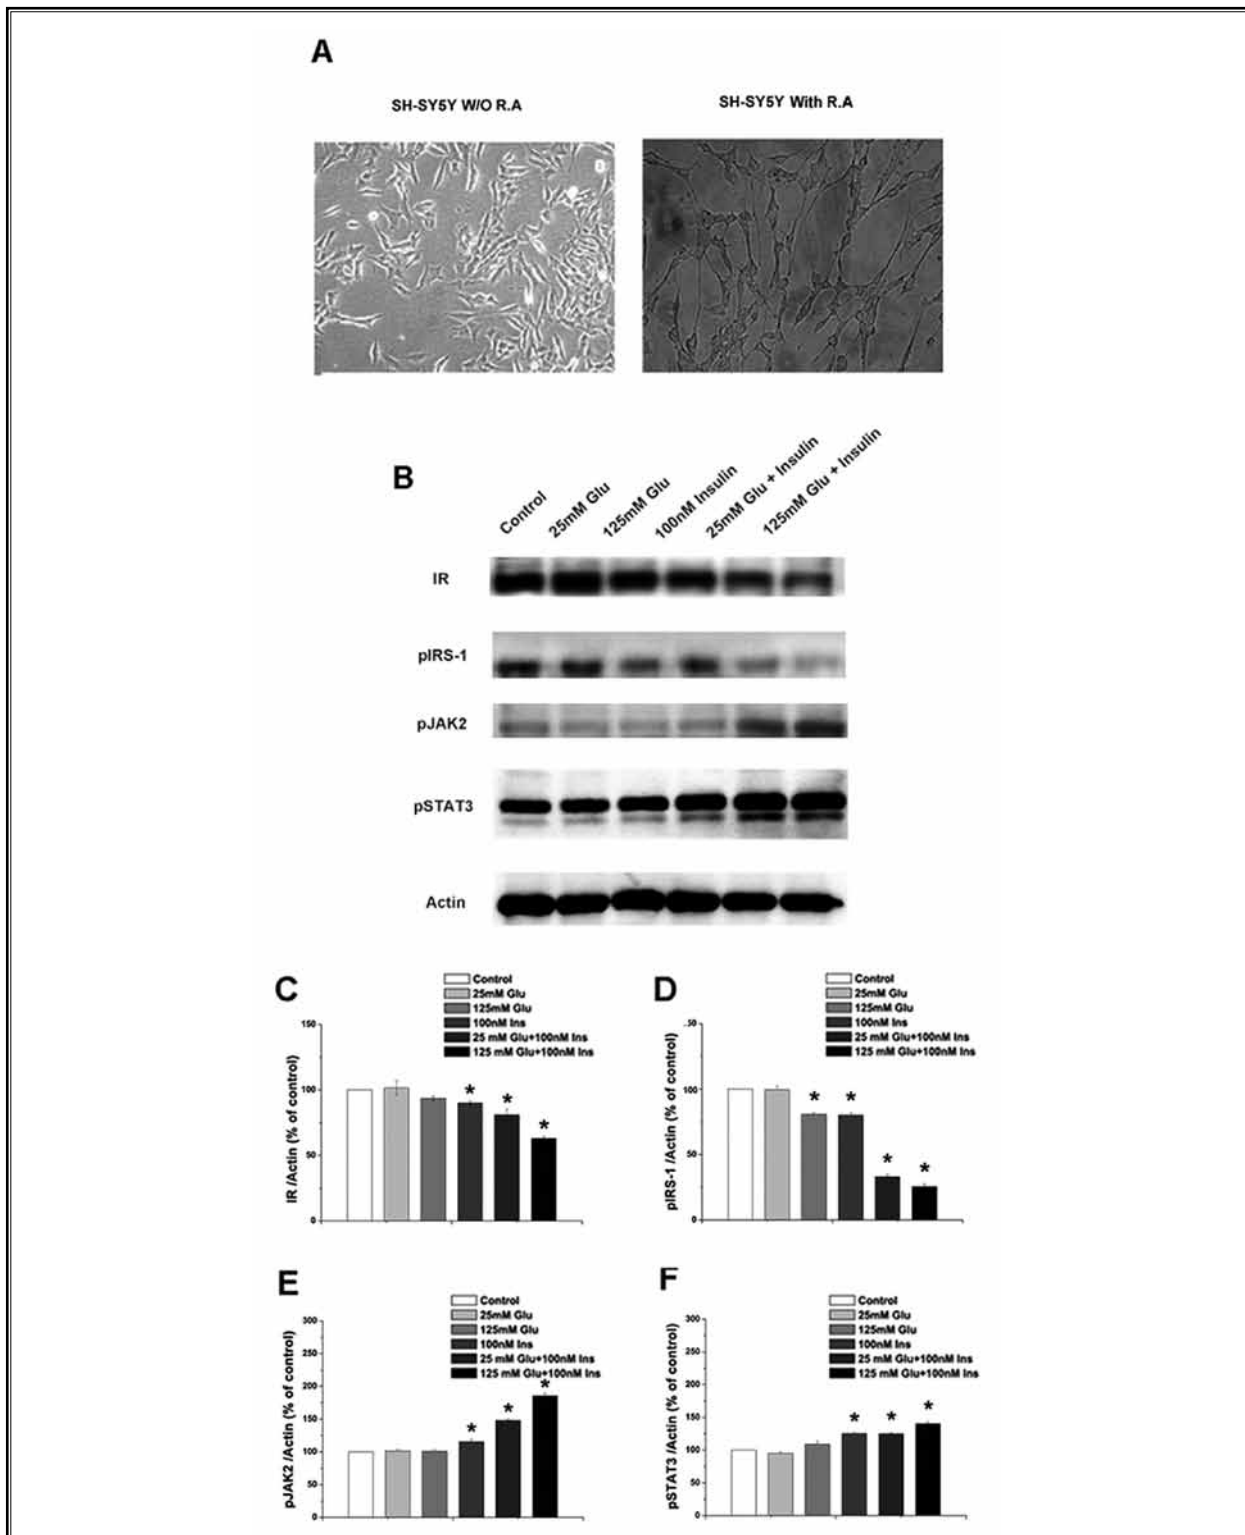 A
SH-SY5Y W/O R.A
SH-SY5Y With R.A
B
Control
25mM Glu
125mM Glu
100nM Insulin
25mM Glu + Insulin
125mM Glu + Insulin
IR
pIRS-1
pJAK2
pSTAT3
Actin
C
Control
25mM Glu
125mM Glu
100nM Ins
25 mM Glu+100nM Ins
125 mM Glu+100nM Ins
IR /Actin (% of control)
150
100
50
0
* * *
D
Control
25mM Glu
125mM Glu
100nM Ins
25 mM Glu+100nM Ins
125 mM Glu+100nM Ins
pIRS-1 /Actin (% of control)
.50
100
50
0
* * * *
E
Control
25mM Glu
125mM Glu
100nM Ins
25 mM Glu+100nM Ins
125 mM Glu+100nM Ins
pJAK2 /Actin (% of control)
300
250
200
150
100
50
0
* * *
F
Control
25mM Glu
125mM Glu
100nM Ins
25 mM Glu+100nM Ins
125 mM Glu+100nM Ins
pSTAT3 /Actin (% of control)
300
250
200
150
100
50
0
* * *